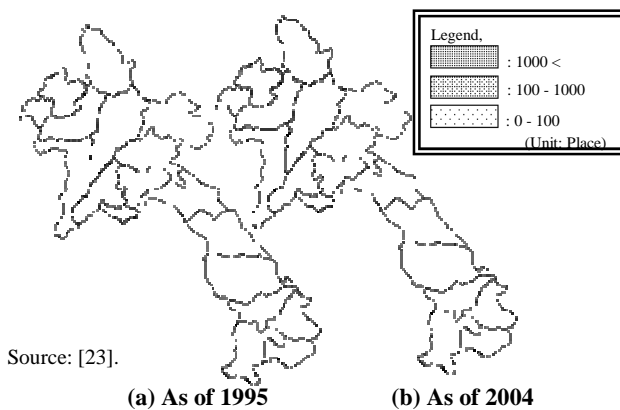 Legend,
: 1000 <
: 100 - 1000
: 0 - 100
(Unit: Place)
Source: [23].
(a) As of 1995
(b) As of 2004